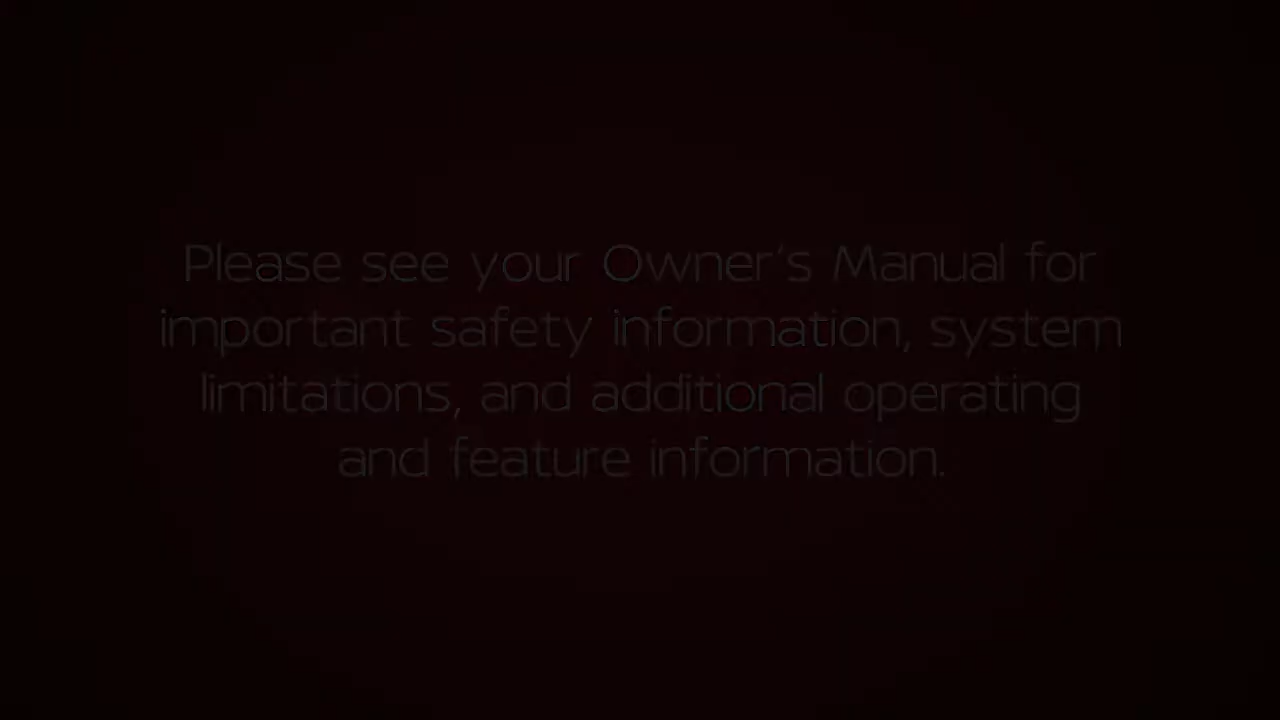 Please see your Owner’s Manual for
important safety information, system
limitations, and additional operating
and feature information.